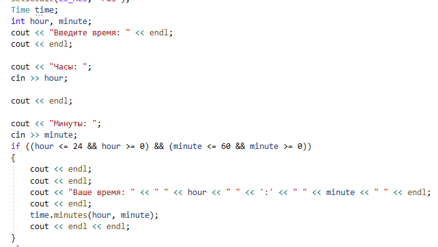 Time time;
int hour, minute;
cout << "Введите время: " << endl;
cout << endl;
cout << "Часы: ";
cin >> hour;
cout << endl;
cout << "Минуты: ";
cin >> minute;
if ((hour <= 24 && hour >= 0) && (minute <= 60 && minute >= 0))
{
cout << endl;
cout << endl;
cout << "Ваше время: " << " " << hour << " " << ':' << " " << minute << " " << endl;
cout << endl;
time.minutes(hour, minute);
cout << endl << endl;
}